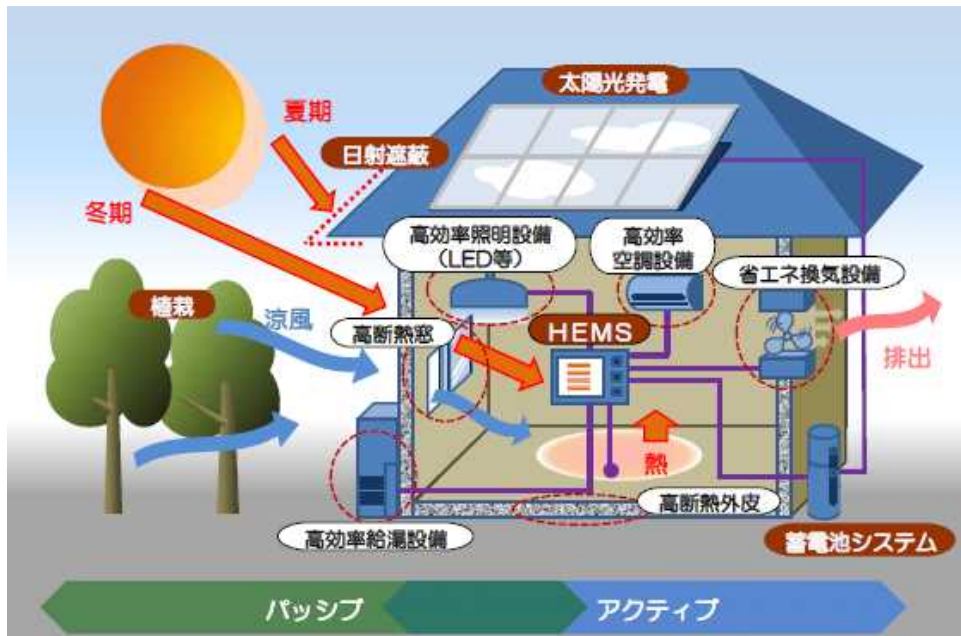 太陽光発電
夏期
日射遮蔽
冬期
高効率照明設備
(LED等)
高効率
空調設備
省エネ換気設備
植栽
涼風
高断熱窓
HEMS
排出
熱
高断熱外皮
高効率給湯設備
蓄電池システム
パッシブ
アクティブ